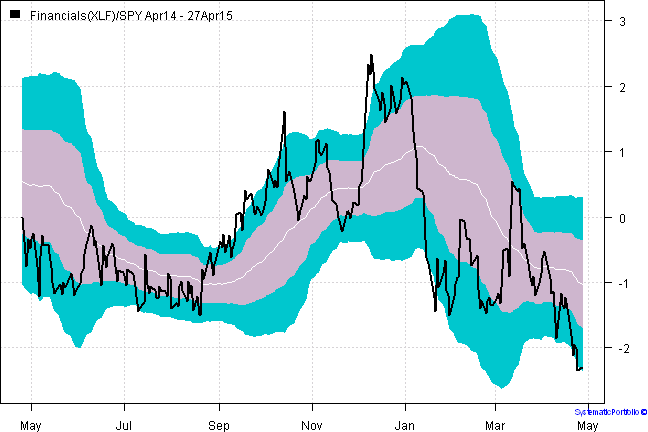 Financials(XLF)/SPY Apr14 - 27Apr15
3
2
1
0
-1
-2
SystematicPortfolio ©
May Jul Sep Nov Jan Mar May